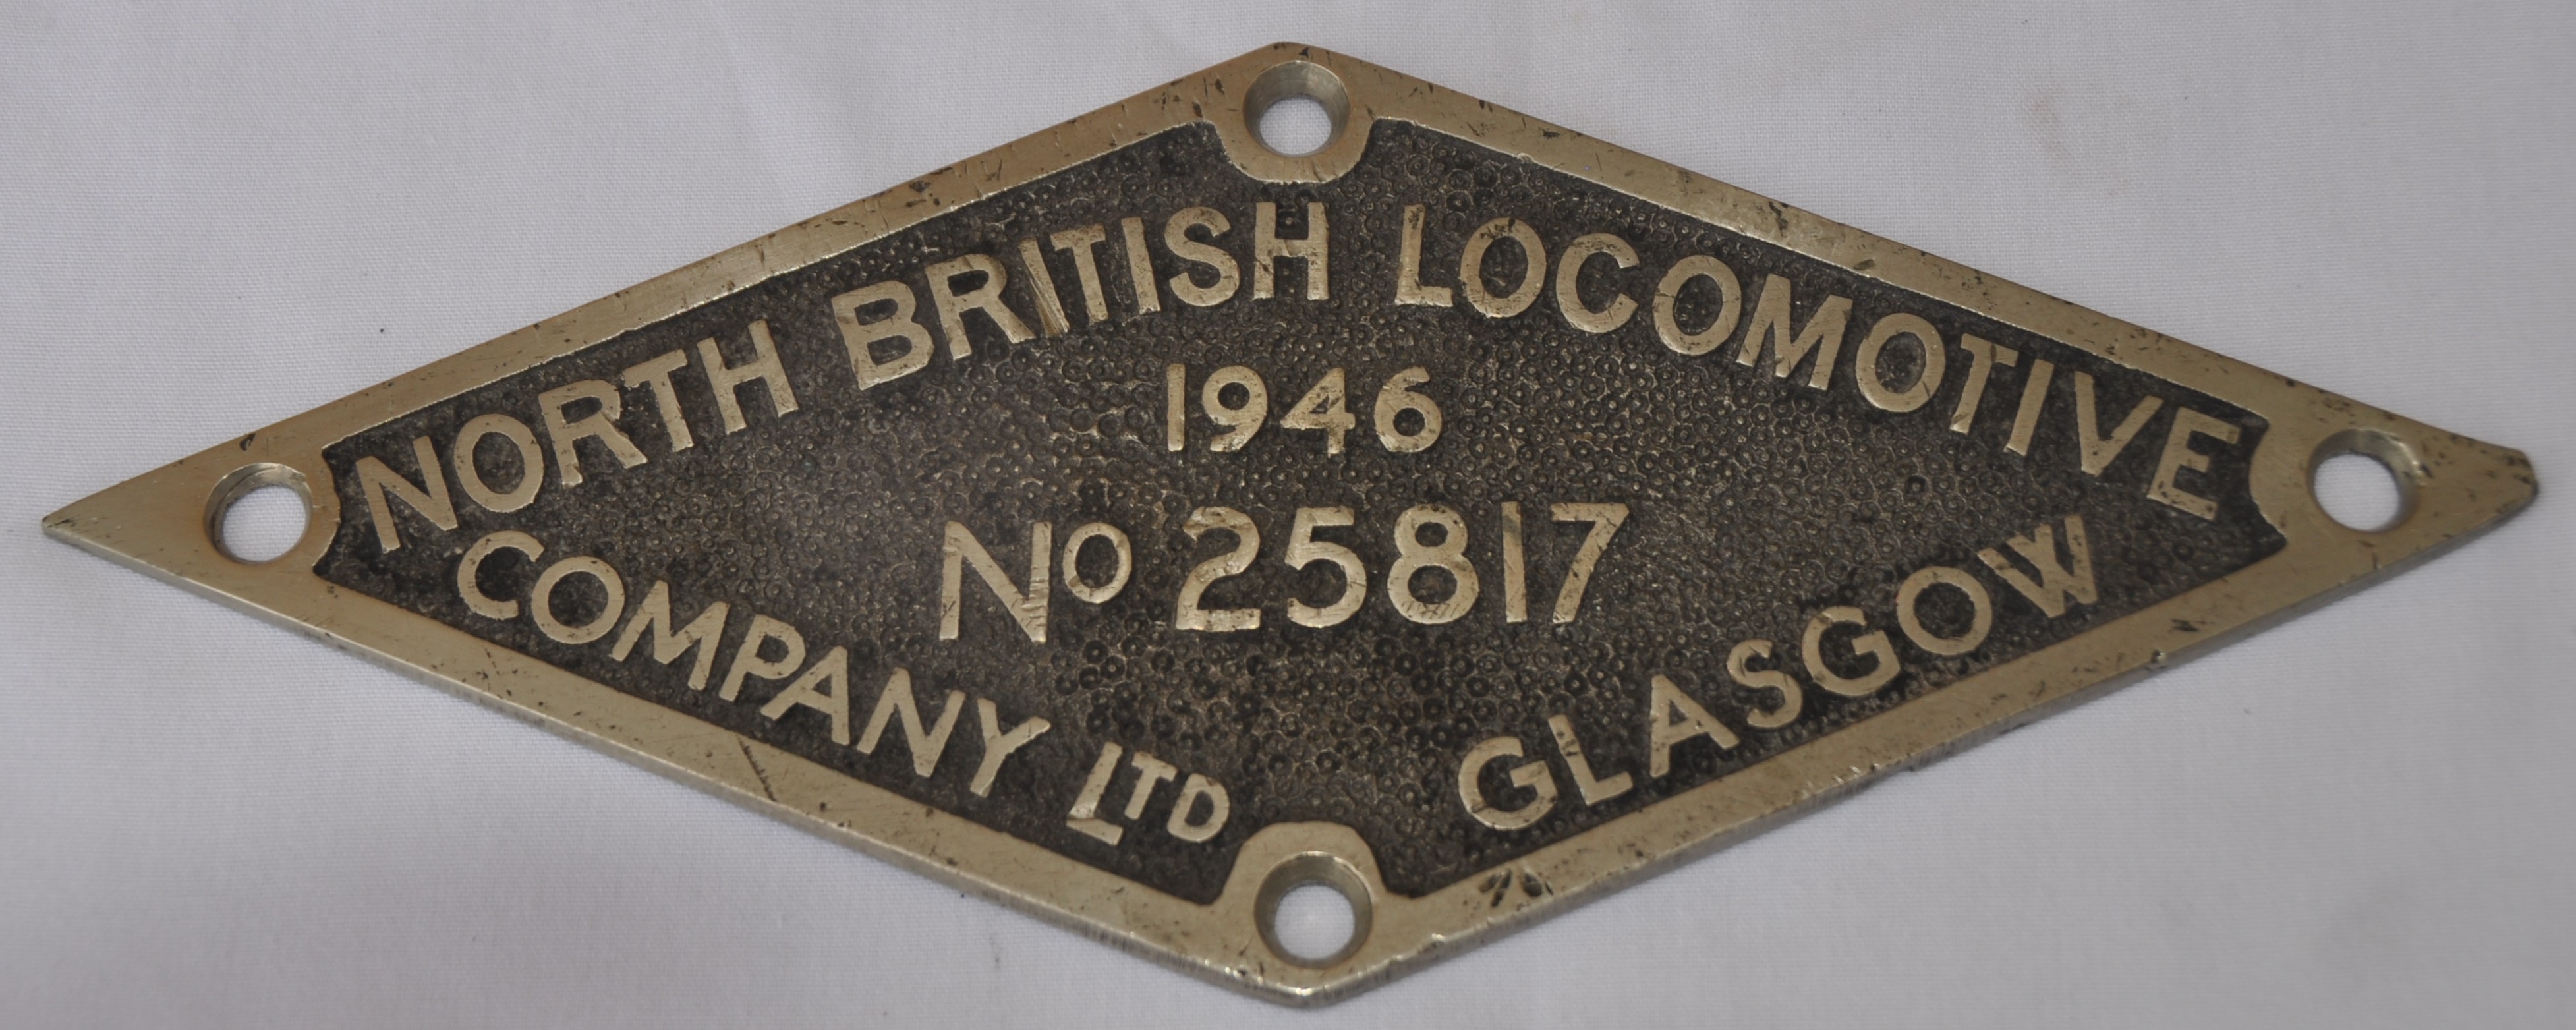 NORTH BRITISH LOCOMOTIVE
1946
No 25817
COMPANY LTD
GLASGOW